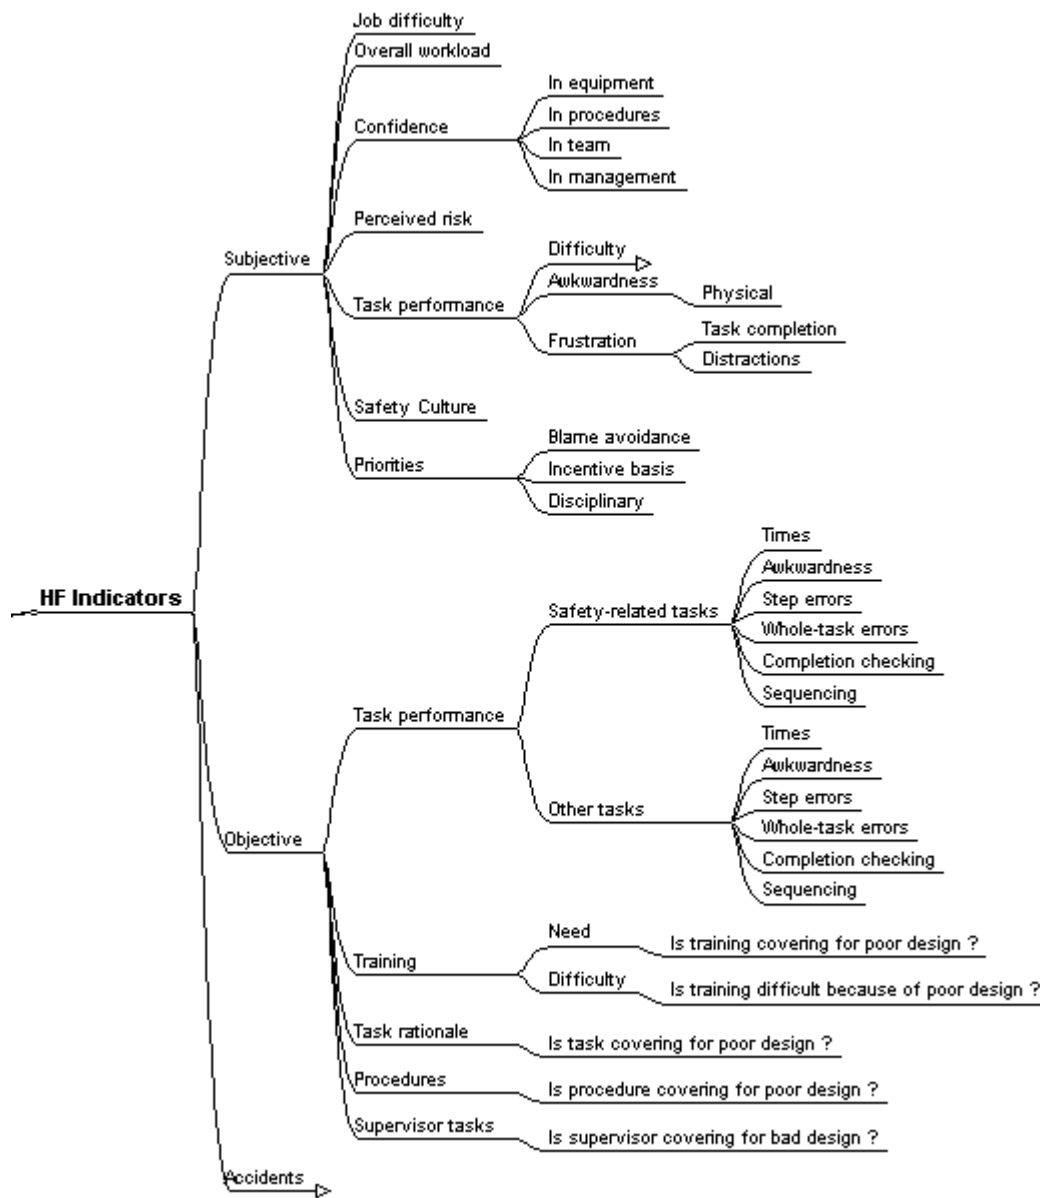 Job difficulty
Overall workload
In equipment
In procedures
Confidence
In team
In management
Perceived risk
Difficulty
Subjective
Awkwardness
Physical
Task performance
Task completion
Frustration
Distractions
Safety Culture
Blame avoidance
Priorities
Incentive basis
Disciplinary
Times
Awkwardness
HF Indicators
Step errors
Safety-related tasks
Whole-task errors
Completion checking
Sequencing
Task performance
Times
Awkwardness
Step errors
Other tasks
Whole-task errors
Objective
Completion checking
Sequencing
Need
Is training covering for poor design ?
Training
Difficulty
Is training difficult because of poor design ?
Task rationale
Is task covering for poor design ?
Procedures
Is procedure covering for poor design ?
Supervisor tasks
Is supervisor covering for bad design ?
Accidents